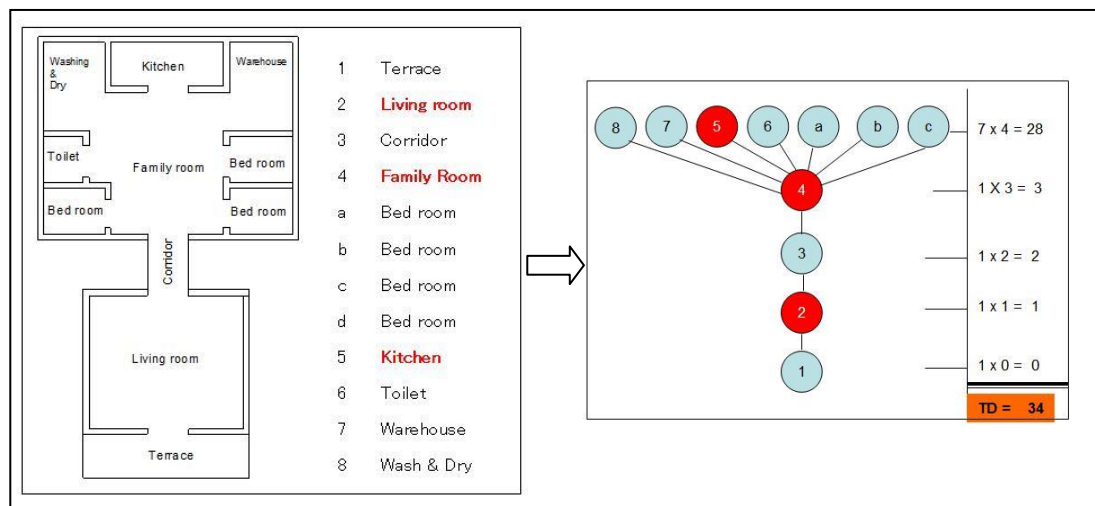 Washing
&
Dry
Kitchen
Warehouse
Toilet
Family room
Bed room
Bed room
Bed room
Corridor
Living room
Terrace
1 Terrace
2 Living room
3 Corridor
4 Family Room
a Bed room
b Bed room
c Bed room
d Bed room
5 Kitchen
6 Toilet
7 Warehouse
8 Wash & Dry
8 7 5 6 a b c 7 x 4 = 28
4 1 X 3 = 3
3 1 x 2 = 2
2 1 x 1 = 1
1 1 x 0 = 0
TD = 34